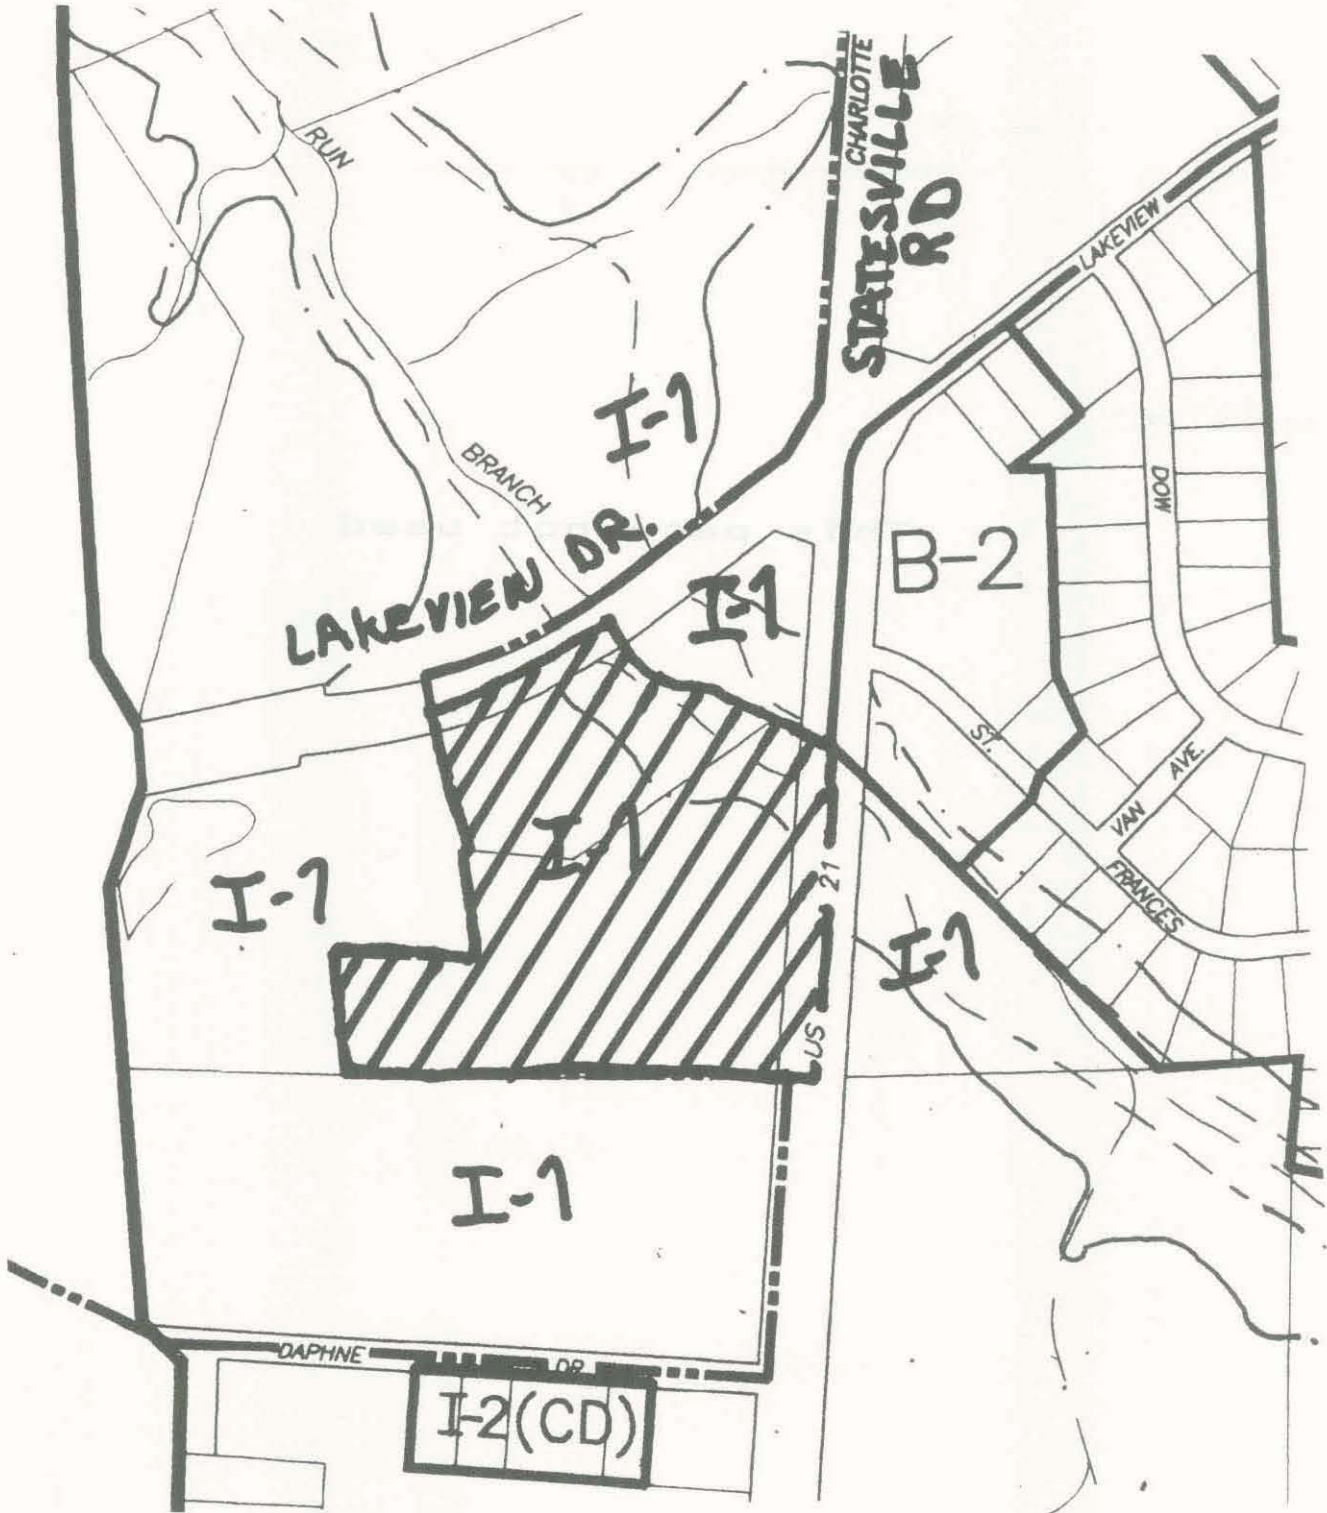 CHARLOTTE
STATESVILLE
RD
RUN
LAKEVIEW
I-1
BRANCH
DOW
LAKEVIEW DR.
I-1
B-2
ST.
AVE.
VAN
I-1
21
I-1
FRANCES
I-1
US
I-1
DAPHNE
DR
I-2(CD)